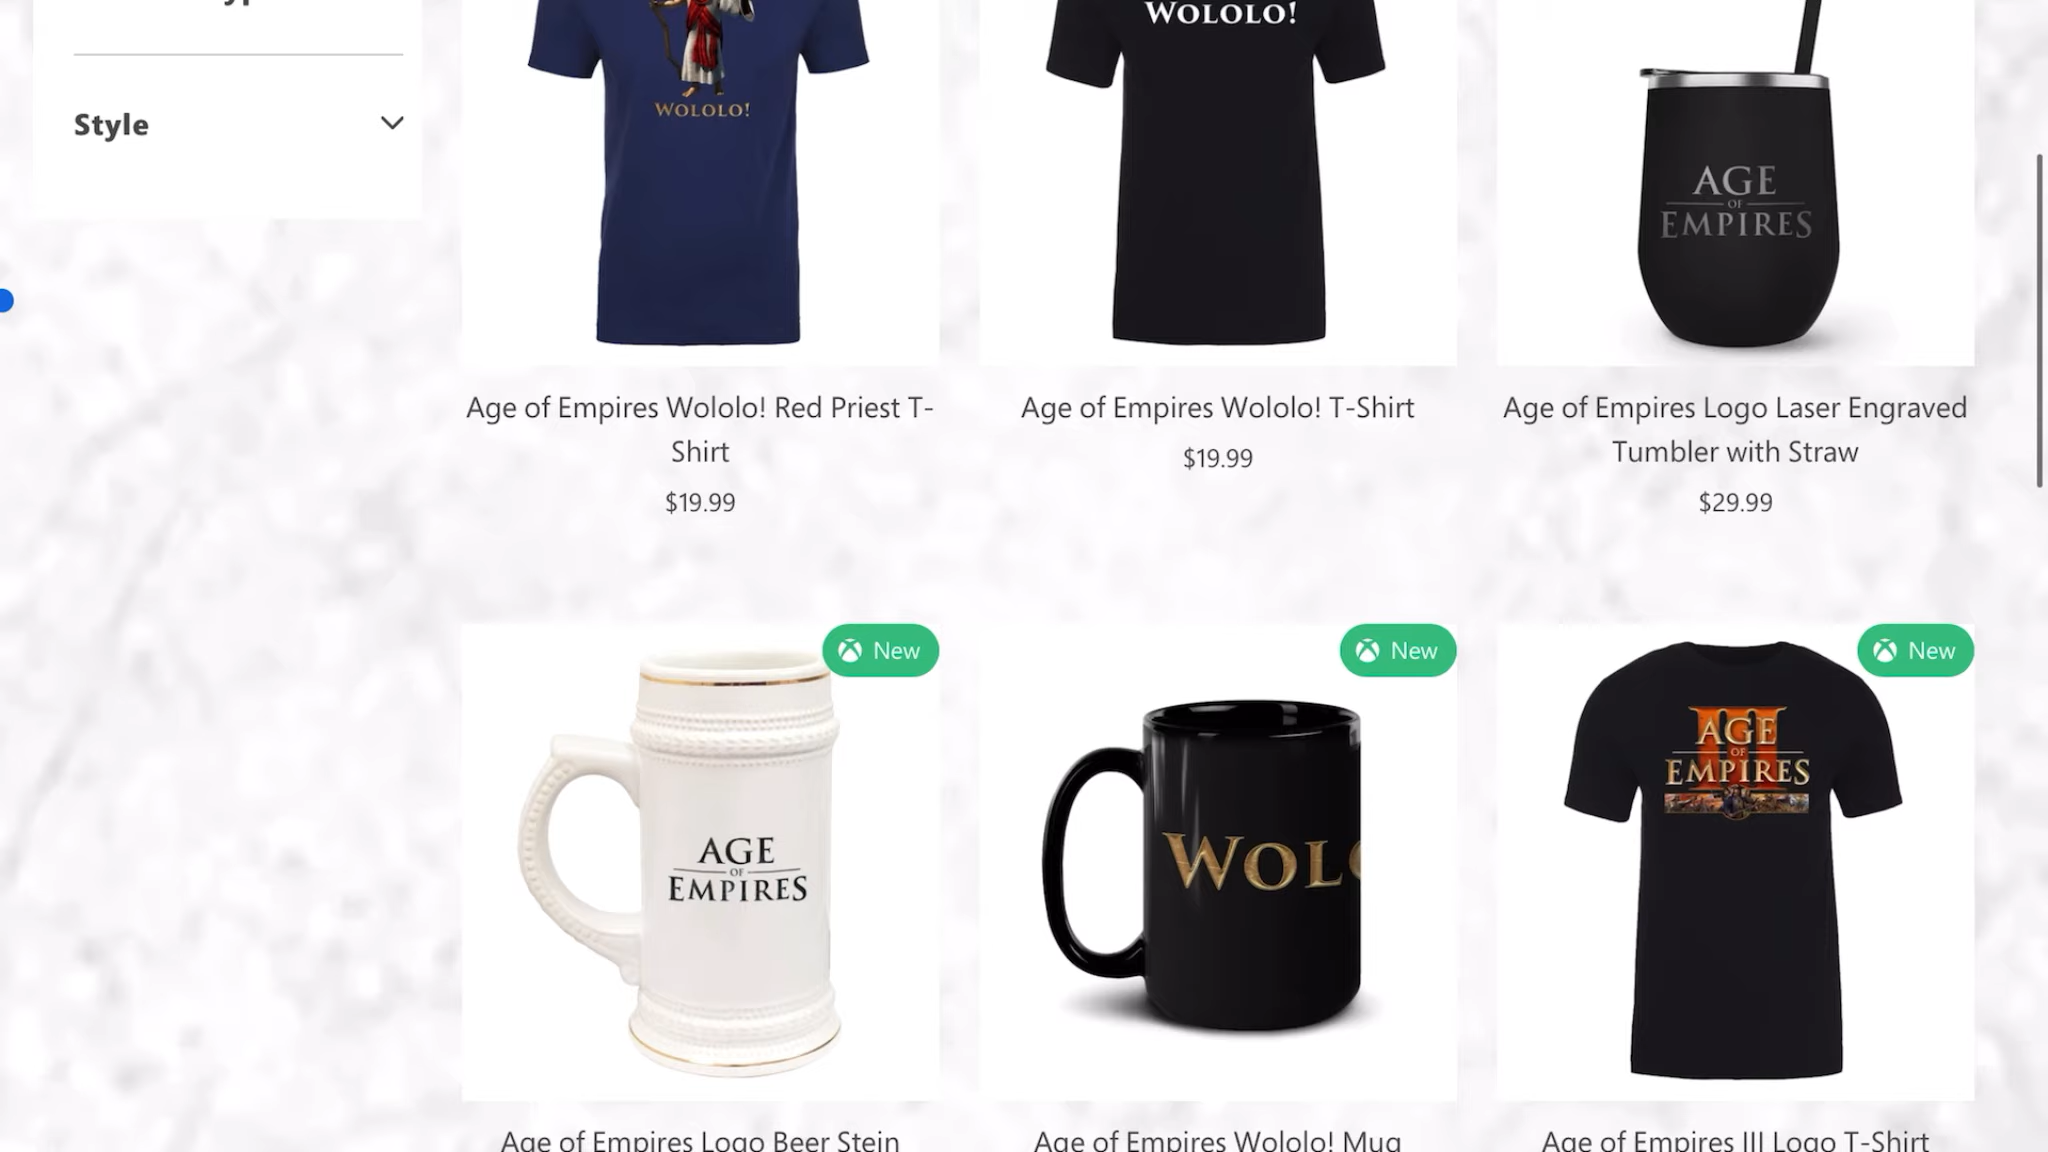 Style
WOLOLO!
WOLOLO!
AGE
OF
EMPIRES
Age of Empires Wololo! Red Priest T-
Shirt
$19.99
Age of Empires Wololo! T-Shirt
$19.99
Age of Empires Logo Laser Engraved
Tumbler with Straw
$29.99
New
AGE
OF
EMPIRES
Age of Empires Logo Beer Stein
New
WOLO
Age of Empires Wololo! Mug
New
III
AGE
OF
EMPIRES
Age of Empires III Logo T-Shirt